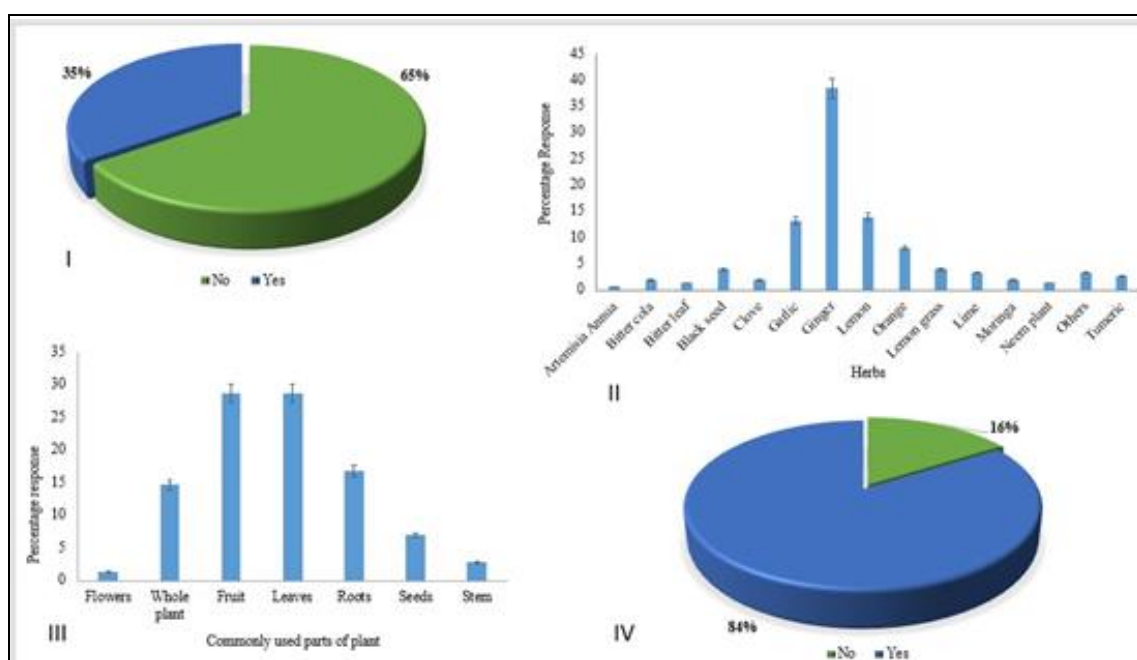 35%
65%
I
No Yes
Percentage Response
45
40
35
30
25
20
15
10
5
0
Artemisia Annua
Bitter cola
Bitter leaf
Black seed
Clove
Garlic
Ginger
Lemon
Orange
Lemon grass
Lime
Moringa
Neem plant
Others
Tumeric
Herbs
II
Percentage response
35
30
25
20
15
10
5
0
Flowers
Whole
plant
Fruit
Leaves
Roots
Seeds
Stem
Commonly used parts of plant
III
16%
84%
IV
No Yes